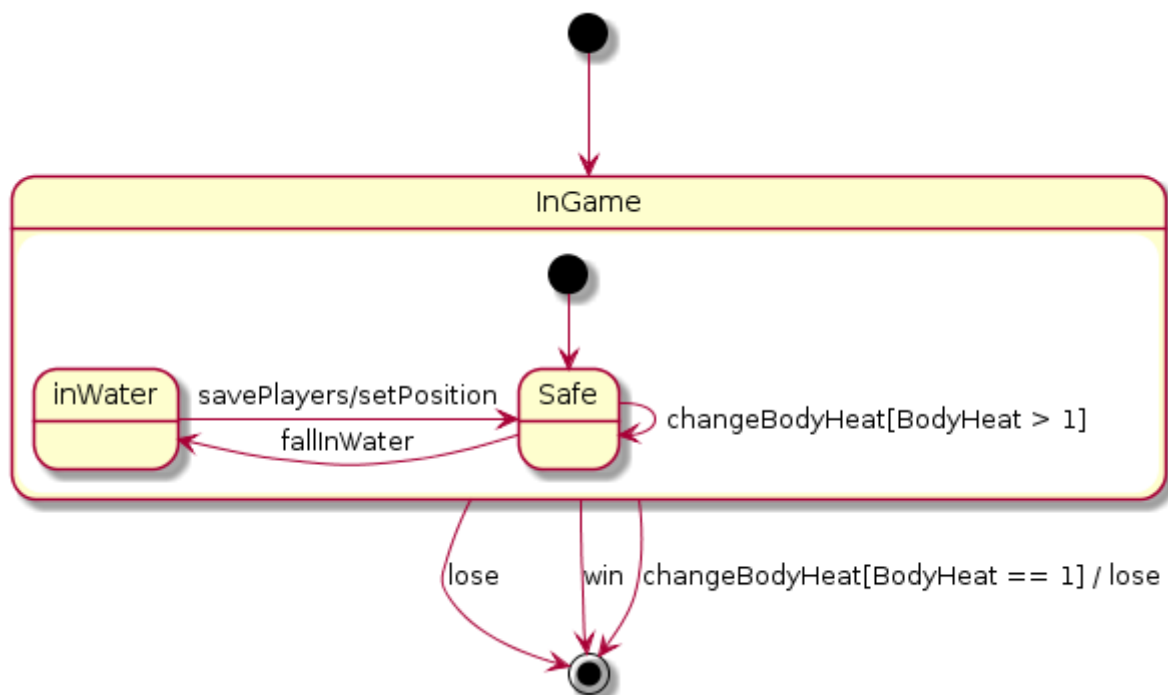 InGame
inWater
savePlayers/setPosition
Safe
fallInWater
changeBodyHeat[BodyHeat > 1]
lose
win
changeBodyHeat[BodyHeat == 1] / lose